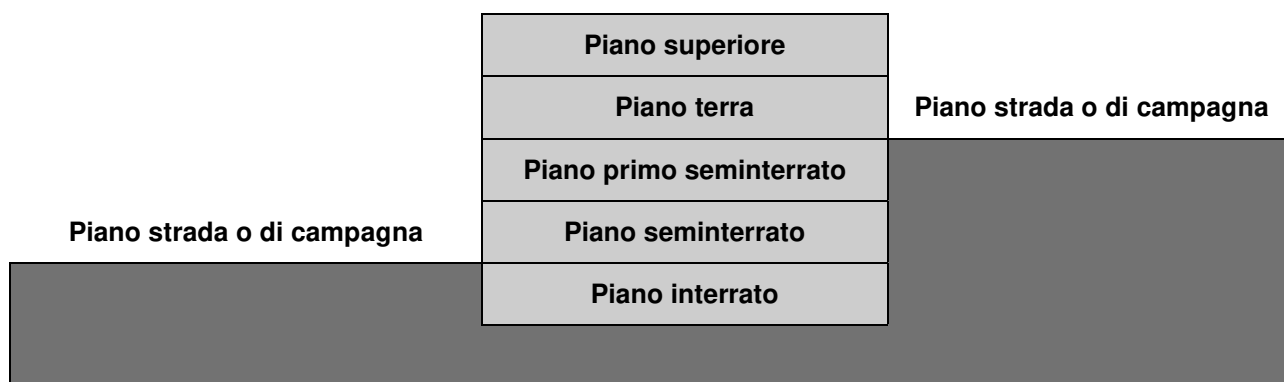 Piano superiore
Piano terra
Piano strada o di campagna
Piano primo seminterrato
Piano strada o di campagna
Piano seminterrato
Piano interrato